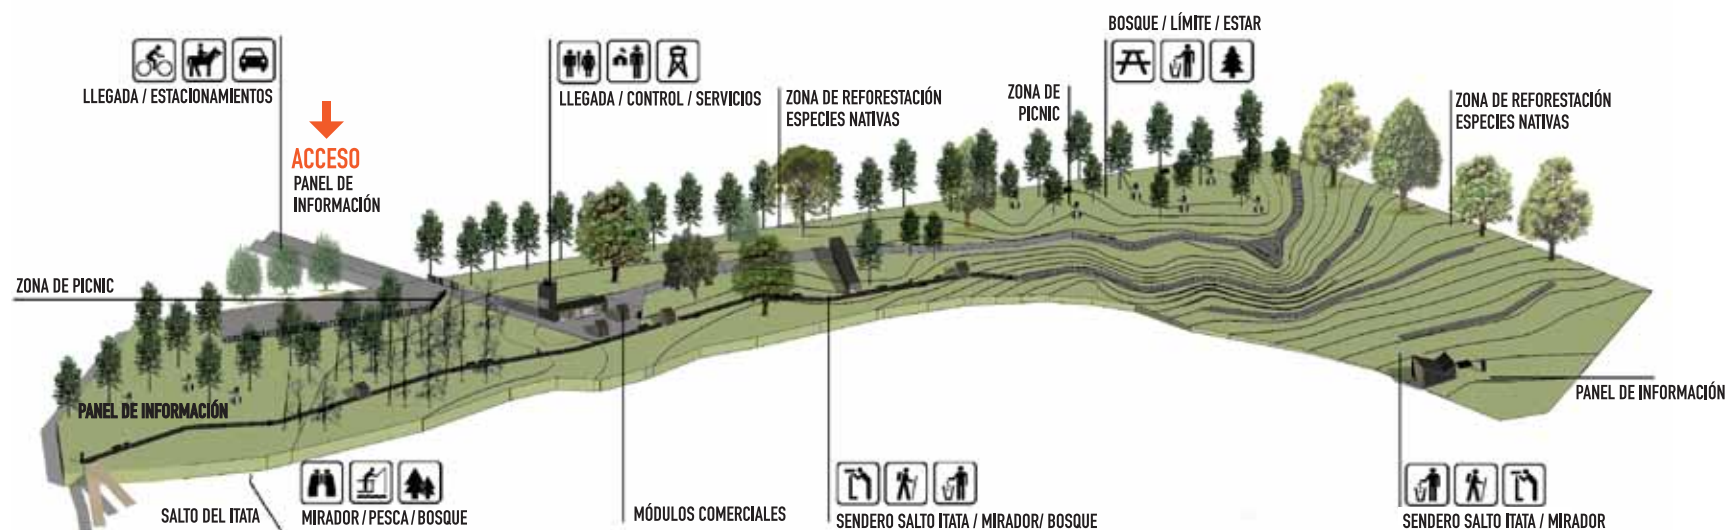 BOSQUE / LÍMITE / ESTAR
LLEGADA / ESTACIONAMIENTOS
LLEGADA / CONTROL / SERVICIOS
ZONA DE REFORESTACIÓN
ESPECIES NATIVAS
ZONA DE
PICNIC
ZONA DE REFORESTACIÓN
ESPECIES NATIVAS
ACCESO
PANEL DE
INFORMACIÓN
ZONA DE PICNIC
PANEL DE INFORMACIÓN
PANEL DE INFORMACIÓN
SALTO DEL ITATA
MIRADOR / PESCA / BOSQUE
MÓDULOS COMERCIALES
SENDERO SALTO ITATA / MIRADOR/ BOSQUE
SENDERO SALTO ITATA / MIRADOR